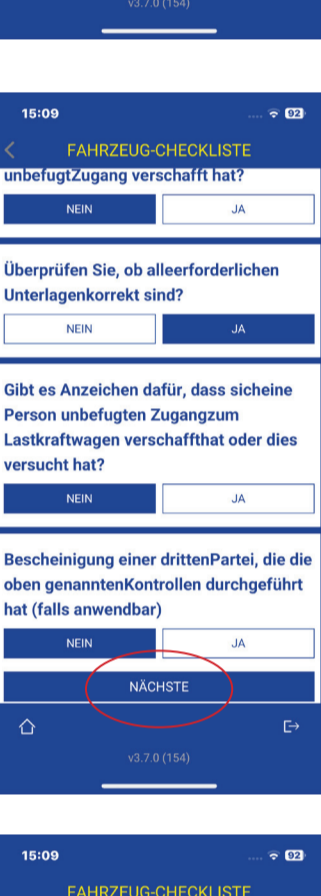 v3.7.0 (154)
15:09
92
FAHRZEUG-CHECKLISTE
unbefugtZugang verschafft hat?
NEIN
JA
Überprüfen Sie, ob alleerforderlichen
Unterlagenkorrekt sind?
NEIN
JA
Gibt es Anzeichen dafür, dass sicheine
Person unbefugten Zugangzum
Lastkraftwagen verschaffthat oder dies
versucht hat?
NEIN
JA
Bescheinigung einer drittenPartei, die die
oben genanntenKontrollen durchgeführt
hat (falls anwendbar)
NEIN
JA
NÄCHSTE
v3.7.0 (154)
15:09
92
FAHRZEUG-CHECKLISTE